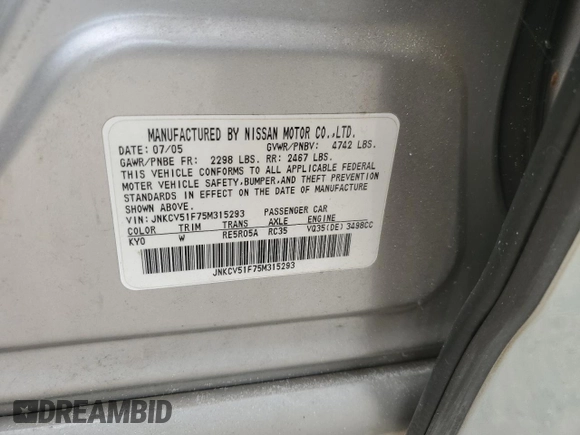 MANUFACTURED BY NISSAN MOTOR CO.,LTD.
DATE: 07/05 GVWR/PNBV: 4742 LBS.
GAWR/PNBE FR: 2298 LBS. RR: 2467 LBS.
THIS VEHICLE CONFORMS TO ALL APPLICABLE FEDERAL
MOTOR VEHICLE SAFETY, BUMPER, AND THEFT PREVENTION
STANDARDS IN EFFECT ON THE DATE OF MANUFACTURE
SHOWN ABOVE.
VIN: JNKCV51F75M315293 PASSENGER CAR
COLOR TRIM TRANS AXLE ENGINE
KY0 W RE5R05A RC35 VQ35(DE) 3498CC
JNKCV51F75M315293
DREAMBID